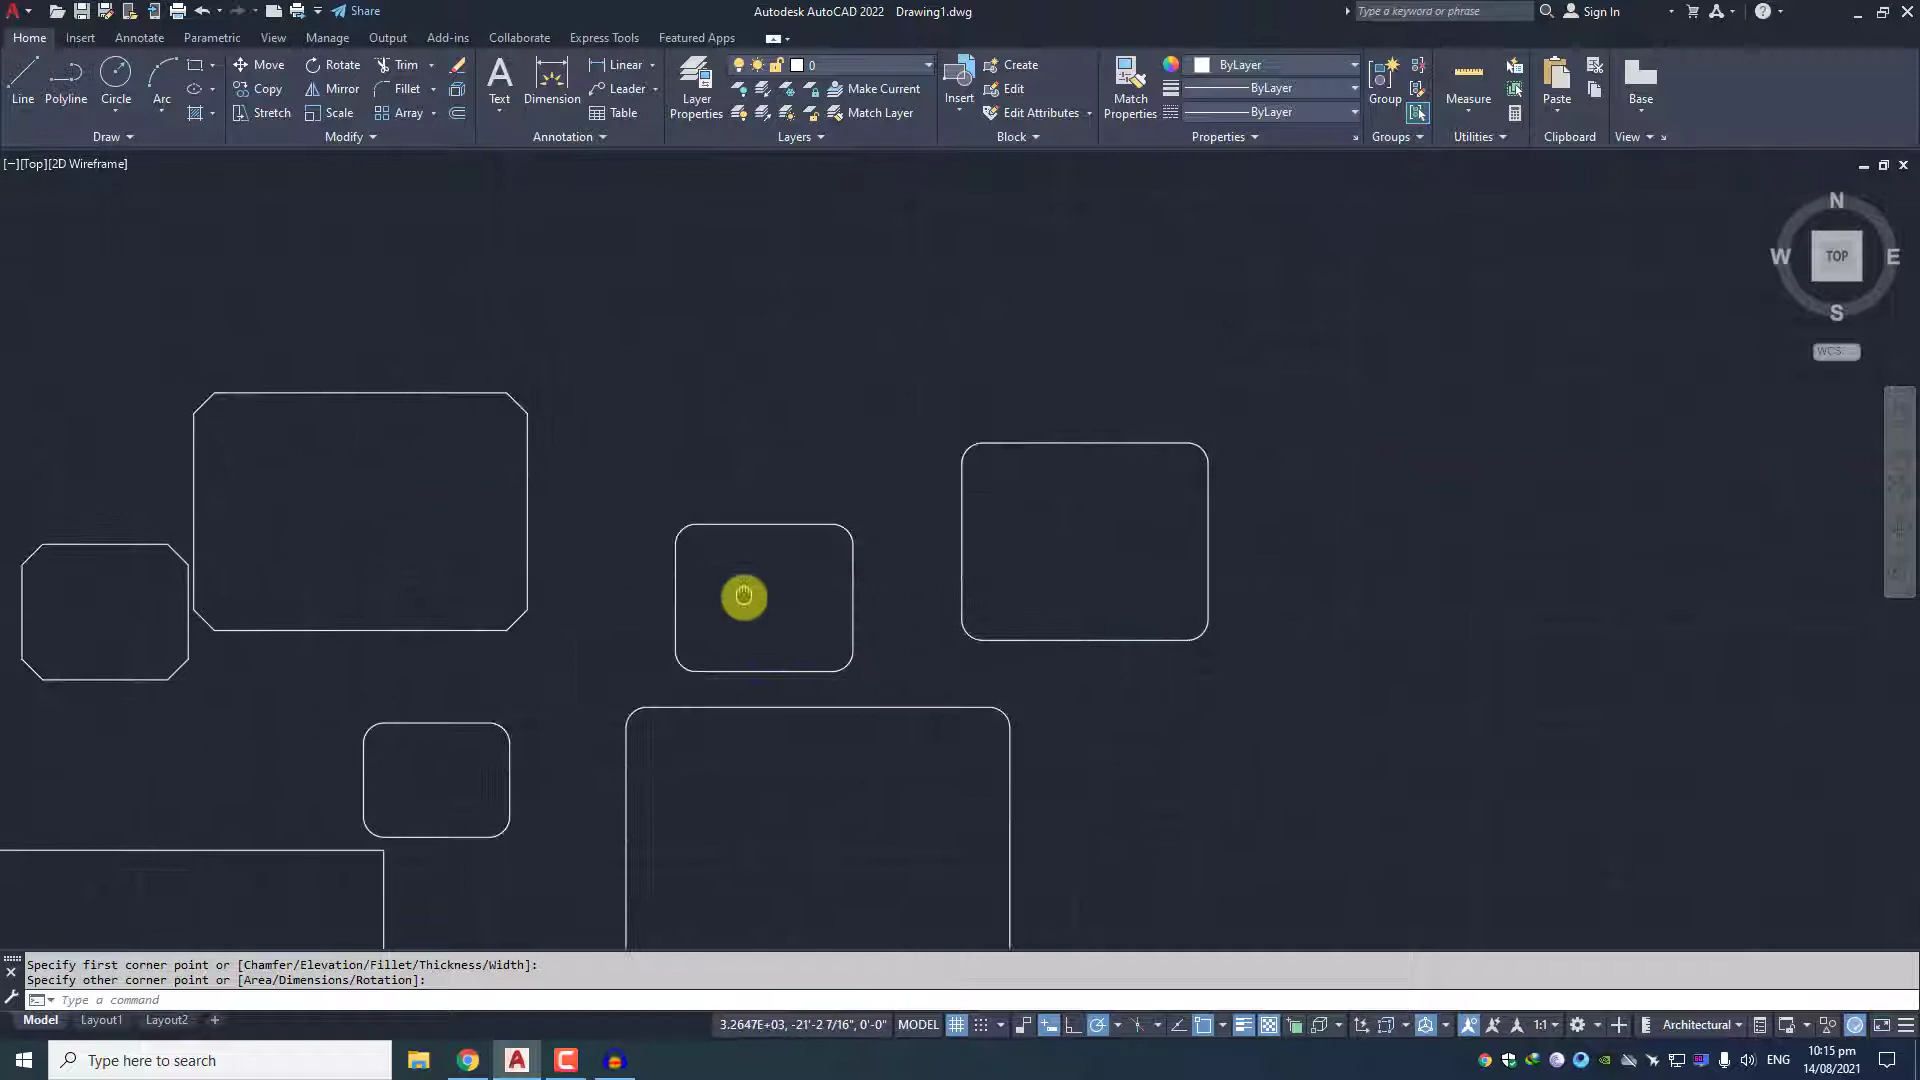 Share
Autodesk AutoCAD 2022 Drawing1.dwg
Type a keyword or phrase
Sign In
Home Insert Annotate Parametric View Manage Output Add-ins Collaborate Express Tools Featured Apps
Line Polyline Circle Arc
Draw
Move Rotate Trim
Copy Mirror Fillet
Stretch Scale Array
Modify
Text Dimension
Linear
Leader
Table
Annotation
Layer Properties
0
Make Current
Match Layer
Layers
Insert
Create
Edit
Edit Attributes
Block
Match Properties
ByLayer
ByLayer
ByLayer
Properties
Group
Groups
Measure
Utilities
Paste
Clipboard
Base
View
[−][Top][2D Wireframe]
N
W TOP E
S
WCS
Specify first corner point or [Chamfer/Elevation/Fillet/Thickness/Width]:
Specify other corner point or [Area/Dimensions/Rotation]:
Type a command
Model Layout1 Layout2 +
3.2647E+03, -21'-2 7/16", 0'-0" MODEL 1:1 Architectural
Type here to search
ENG
10:15 pm
14/08/2021